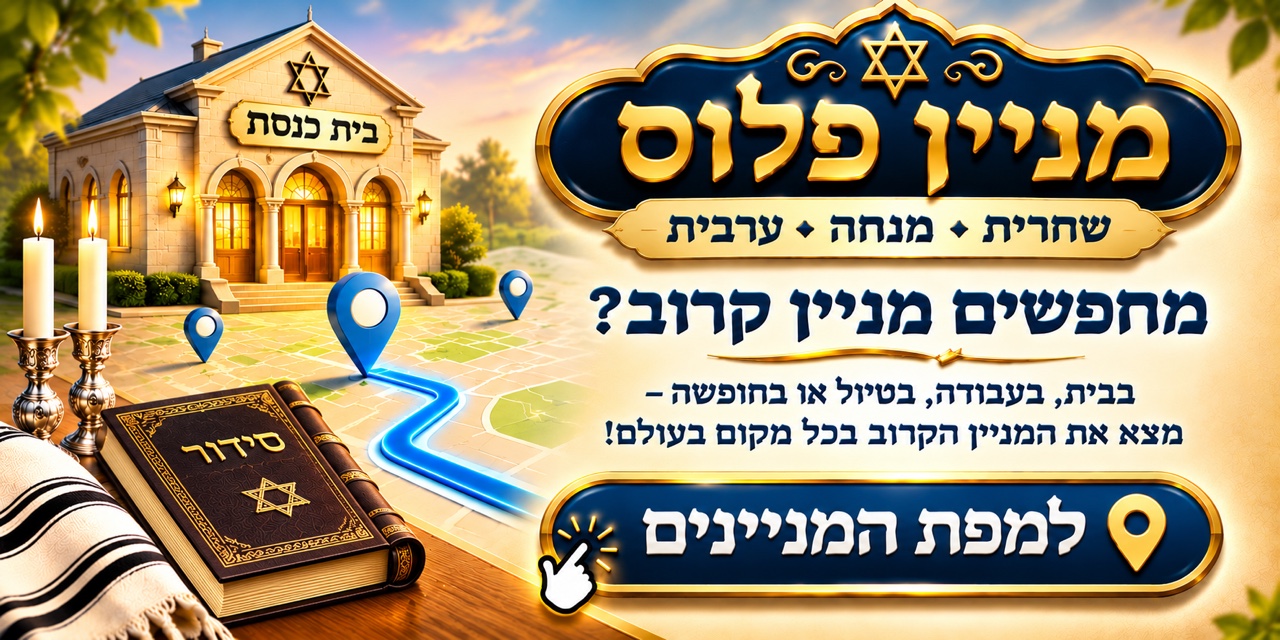 בית כנסת
מניין פלוס
שחרית ✦ מנחה ✦ ערבית
מחפשים מניין קרוב?
בבית, בעבודה, בטיול או בחופשה –
מצא את המניין הקרוב בכל מקום בעולם!
למפת המניינים
סידור